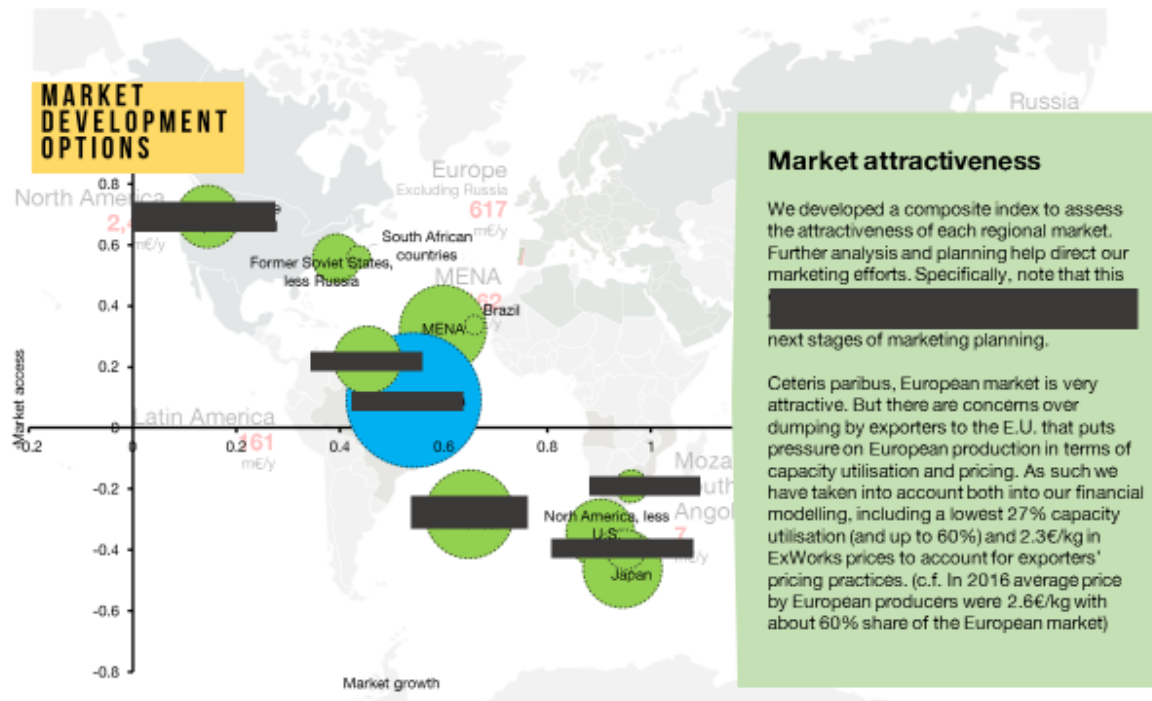 MARKET
DEVELOPMENT
OPTIONS
Russia
Europe
Excluding Russia
617
m€/y
North America
2,
m€/y
MENA
62
/y
Latin America
161
m€/y
Moza
outh
Angol
7
m€/y
0.8
0.6
0.4
0.2
0
-0.2
-0.4
-0.6
-0.8
-0.2
0
0.2
0.4
0.6
0.8
1
Market access
Market growth
South African
countries
Former Soviet States,
less Russia
Brazil
MENA
North America, less
U.S.
Japan
Market attractiveness
We developed a composite index to assess
the attractiveness of each regional market.
Further analysis and planning help direct our
marketing efforts. Specifically, note that this
next stages of marketing planning.
Ceteris paribus, European market is very
attractive. But there are concerns over
dumping by exporters to the E.U. that puts
pressure on European production in terms of
capacity utilisation and pricing. As such we
have taken into account both into our financial
modelling, including a lowest 27% capacity
utilisation (and up to 60%) and 2.3€/kg in
ExWorks prices to account for exporters'
pricing practices. (c.f. In 2016 average price
by European producers were 2.6€/kg with
about 60% share of the European market)